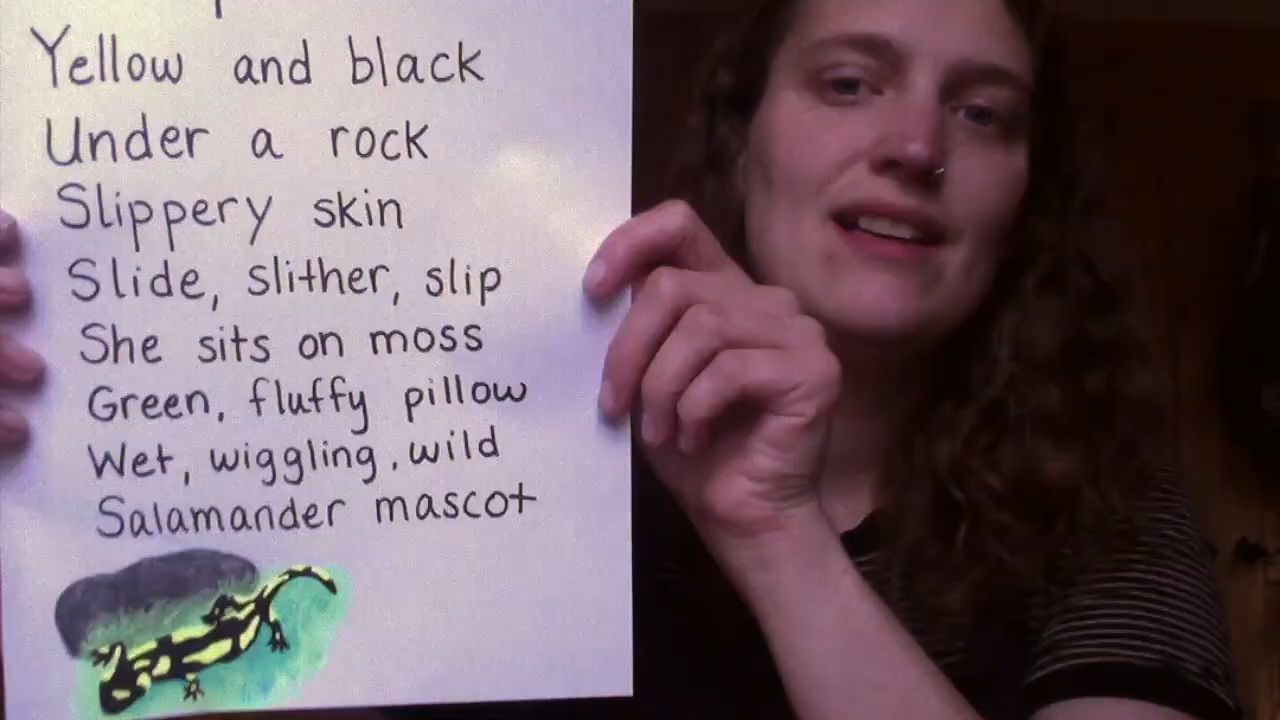 Yellow and black
Under a rock
Slippery skin
Slide, slither, slip
She sits on moss
Green, fluffy pillow
Wet, wiggling, wild
Salamander mascot